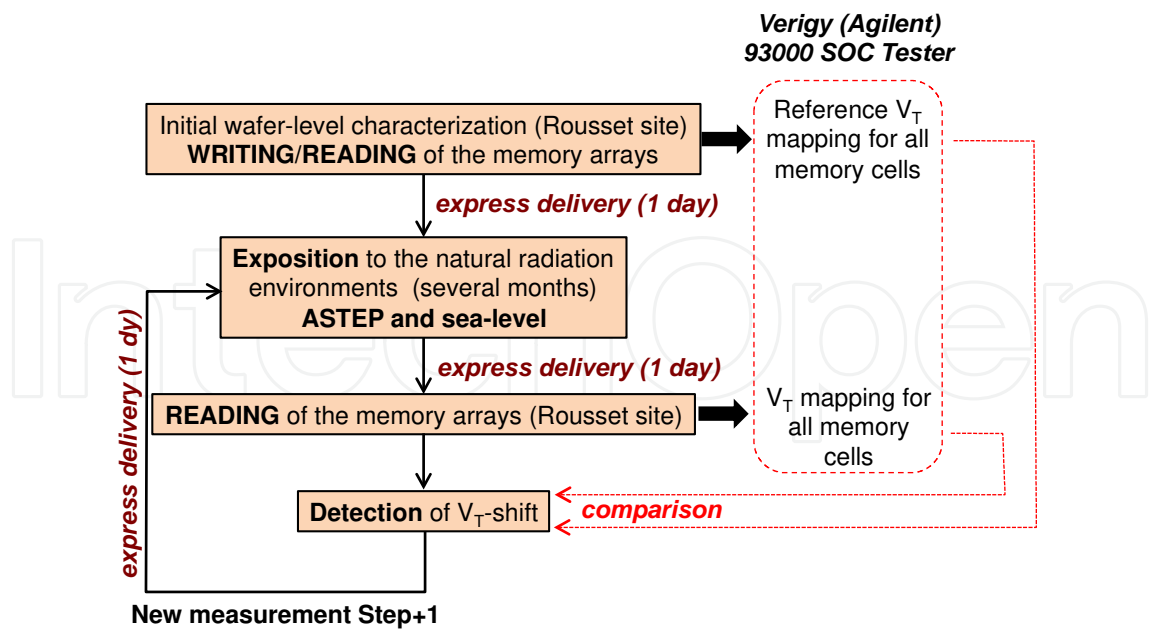 Verigy (Agilent)
93000 SOC Tester
Initial wafer-level characterization (Rousset site)
WRITING/READING of the memory arrays
Reference VT
mapping for all
memory cells
express delivery (1 day)
Exposition to the natural radiation
environments (several months)
ASTEP and sea-level
express delivery (1 dy)
express delivery (1 day)
READING of the memory arrays (Rousset site)
VT mapping for
all memory
cells
Detection of VT-shift
comparison
New measurement Step+1
IntechOpen